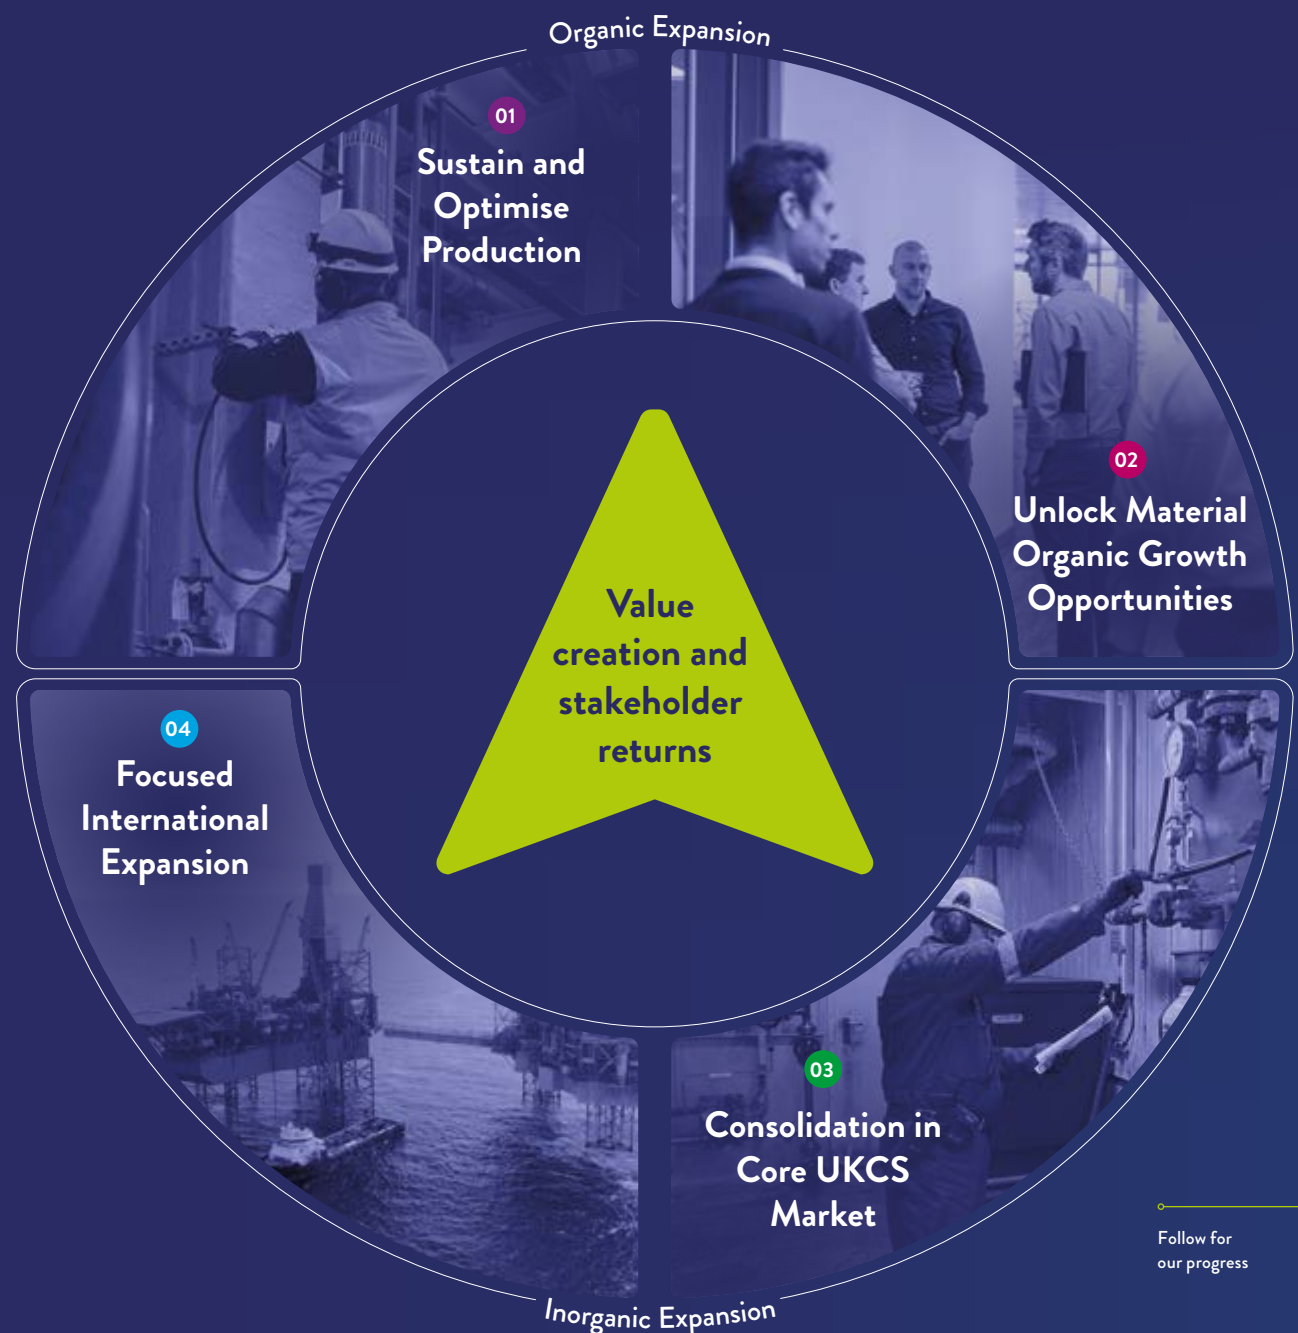 Organic Expansion
01
Sustain and
Optimise
Production
02
Unlock Material
Organic Growth
Opportunities
Value
creation and
stakeholder
returns
04
Focused
International
Expansion
03
Consolidation in
Core UKCS
Market
Follow for
our progress
Inorganic Expansion